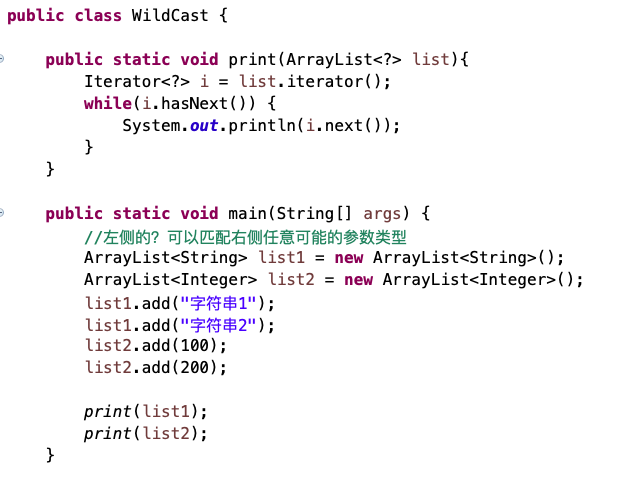 public class WildCast {
public static void print(ArrayList<?> list){
Iterator<?> i = list.iterator();
while(i.hasNext()) {
System.out.println(i.next());
}
}
public static void main(String[] args) {
//左侧的？可以匹配右侧任意可能的参数类型
ArrayList<String> list1 = new ArrayList<String>();
ArrayList<Integer> list2 = new ArrayList<Integer>();
list1.add("字符串1");
list1.add("字符串2");
list2.add(100);
list2.add(200);
print(list1);
print(list2);
}